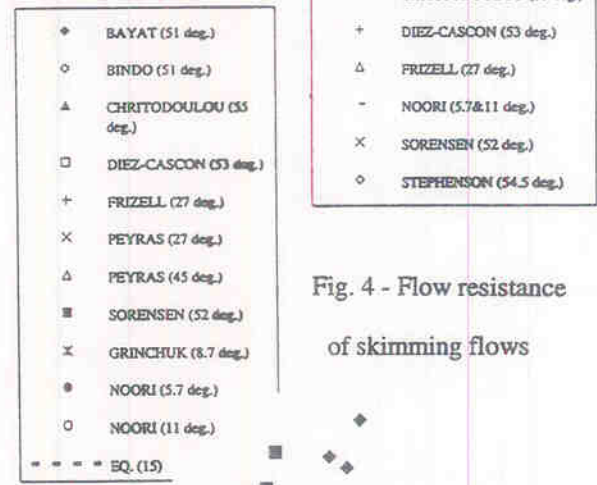 BAYAT (51 deg.)
BINDO (51 deg.)
CHRITODOULOU (55
deg.)
DIEZ-CASCON (53 deg.)
FRIZELL (27 deg.)
PEYRAS (27 deg.)
PEYRAS (45 deg.)
SORENSEN (52 deg.)
GRINCHUK (8.7 deg.)
NOORI (5.7 deg.)
NOORI (11 deg.)
EQ. (15)
DIEZ-CASCON (53 deg.)
FRIZELL (27 deg.)
NOORI (5.7&11 deg.)
SORENSEN (52 deg.)
STEPHENSON (54.5 deg.)
Fig. 4 - Flow resistance
of skimming flows